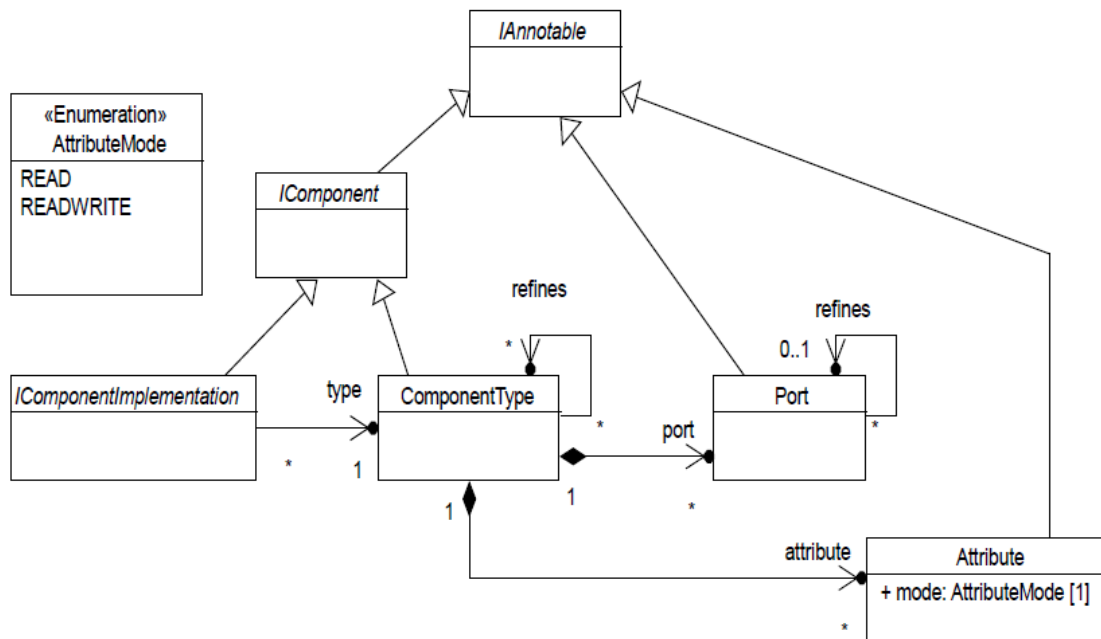 IAnnotable
«Enumeration»
AttributeMode
READ
READWRITE
IComponent
refines
refines
*
0..1
IComponentImplementation
type
ComponentType
Port
*
port
*
*
1
1
*
1
attribute
Attribute
+ mode: AttributeMode [1]
*